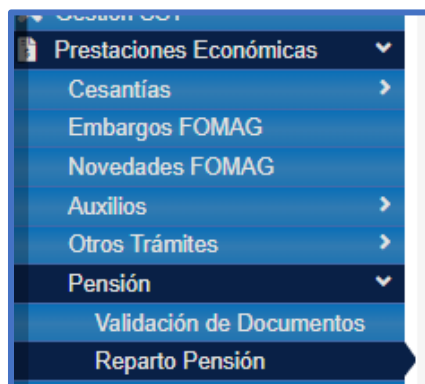 Prestaciones Económicas
Cesantías
Embargos FOMAG
Novedades FOMAG
Auxilios
Otros Trámites
Pensión
Validación de Documentos
Reparto Pensión